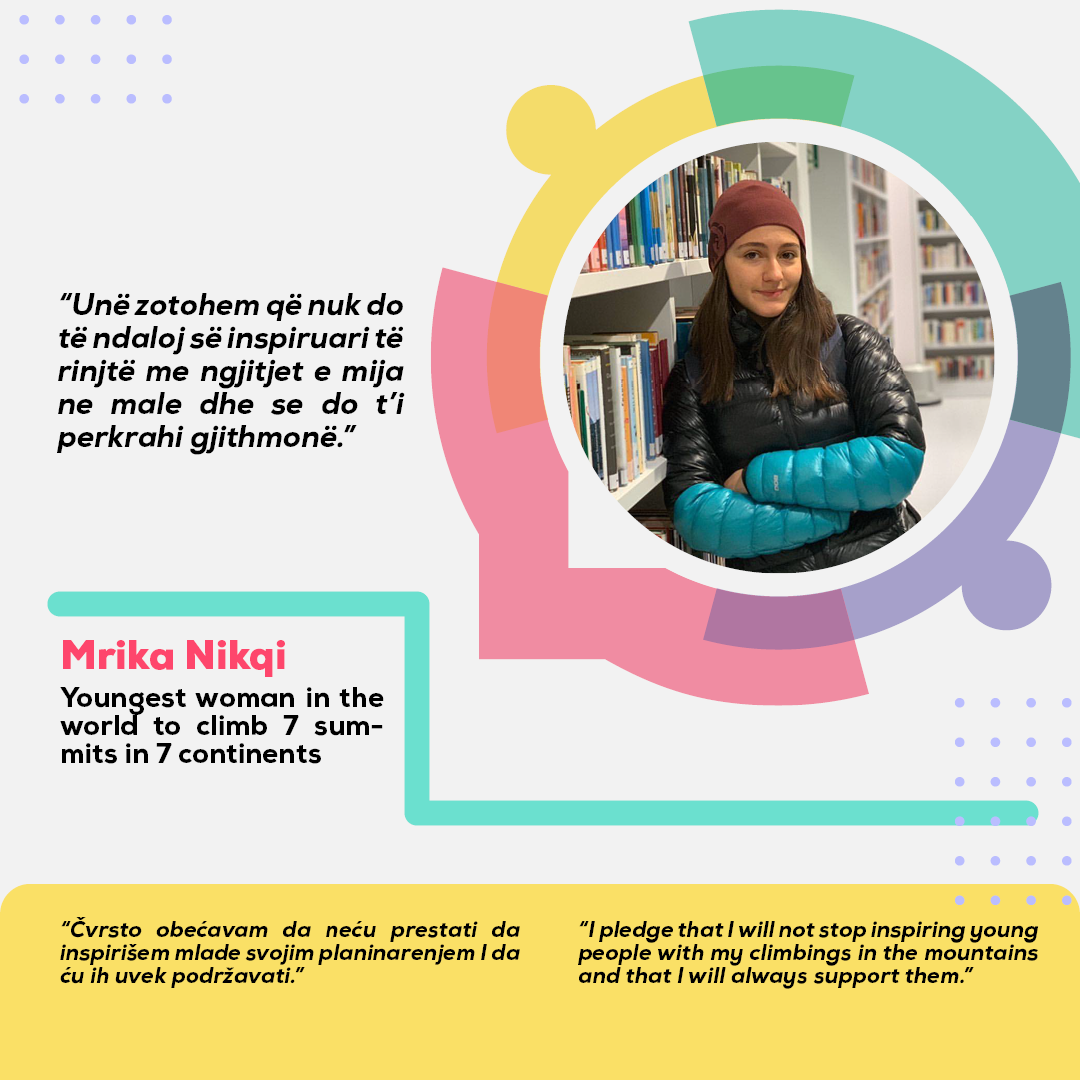 “Unë zotohem që nuk do
të ndaloj së inspiruari të
rinjtë me ngjitjet e mija
ne male dhe se do t’i
perkrahi gjithmonë.”
Mrika Nikqi
Youngest woman in the
world to climb 7 sum-
mits in 7 continents
“Čvrsto obećavam da neću prestati da
inspirišem mlade svojim planinarenjem I da
ću ih uvek podržavati.”
“I pledge that I will not stop inspiring young
people with my climbings in the mountains
and that I will always support them.”